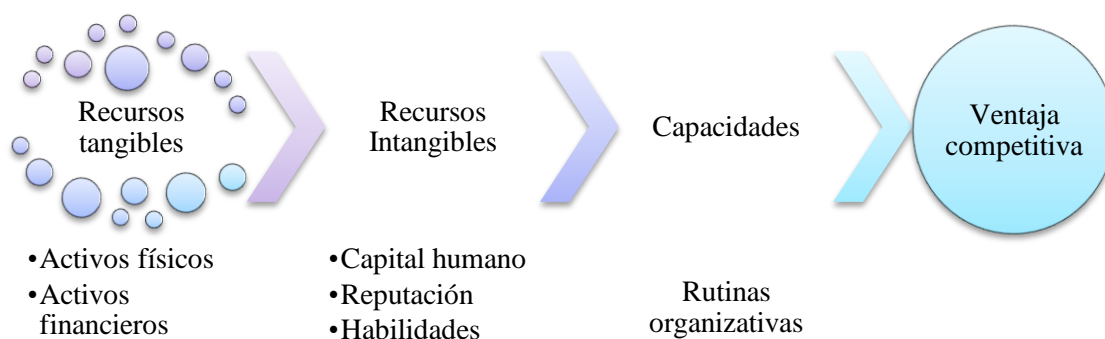 Recursos
tangibles
Recursos
Intangibles
Capacidades
Ventaja
competitiva
•Activos físicos
•Activos
financieros
•Capital humano
•Reputación
•Habilidades
Rutinas
organizativas